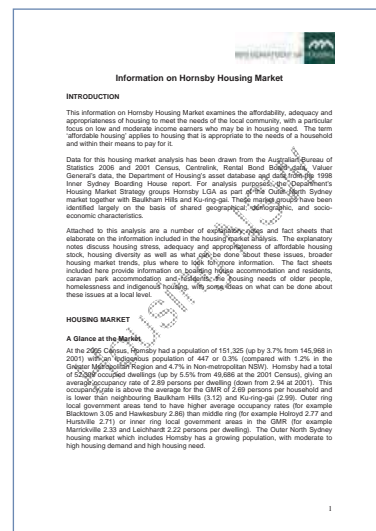 Information on Hornsby Housing Market
INTRODUCTION
This information on Hornsby Housing Market examines the affordability, adequacy and
appropriateness of housing to meet the needs of the local community, with a particular
focus on low and moderate income earners who may be in housing need. The term
'affordable housing' applies to housing that is appropriate to the needs of a household
and within their means to pay for it.
Data for this housing market analysis has been drawn from the Australian Bureau of
Statistics 2006 and 2001 Census, Centrelink, Rental Bond Board data, Valuer
General's data, the Department of Housing's asset database and data from the 1998
Inner Sydney Boarding House report. For analysis purposes, the Department's
Housing Market Strategy groups Hornsby LGA as part of the Outer North Sydney
market together with Baulkham Hills and Ku-ring-gai. These market groups have been
identified largely on the basis of shared geographical, demographic, and socio-
economic characteristics.
Attached to this analysis are a number of explanatory notes and fact sheets that
elaborate on the information included in the housing market analysis. The explanatory
notes discuss housing stress, adequacy and appropriateness of affordable housing
stock, housing diversity as well as what can be done about these issues, broader
housing market trends, plus where to look for more information. The fact sheets
included here provide information on boarding house accommodation and residents,
caravan park accommodation and residents, the housing needs of older people,
homelessness and indigenous housing, with some ideas on what can be done about
these issues at a local level.
HOUSING MARKET
A Glance at the Market
At the 2006 Census, Hornsby had a population of 151,325 (up by 3.7% from 145,968 in
2001) with an indigenous population of 447 or 0.3% (compared with 1.2% in the
Greater Metropolitan Region and 4.7% in Non-metropolitan NSW). Hornsby had a total
of occupied dwellings (up by 5.5% from 49,686 at the 2001 Census), giving an
average occupancy rate of 2.89 persons per dwelling (down from 2.94 at 2001). This
occupancy rate is above the average for the GMR of 2.69 persons per household and
is lower than neighbouring Baulkham Hills (3.12) and Ku-ring-gai (2.99). Outer ring
local government areas tend to have higher average occupancy rates (for example
Blacktown 3.05 and Hawkesbury 2.86) than middle ring (for example Holroyd 2.77 and
Hurstville 2.71) or inner ring local government areas in the GMR (for example
Marrickville 2.33 and Leichhardt 2.22 persons per dwelling). The Outer North Sydney
housing market which includes Hornsby has a growing population, with moderate to
high housing demand and high housing need.
1